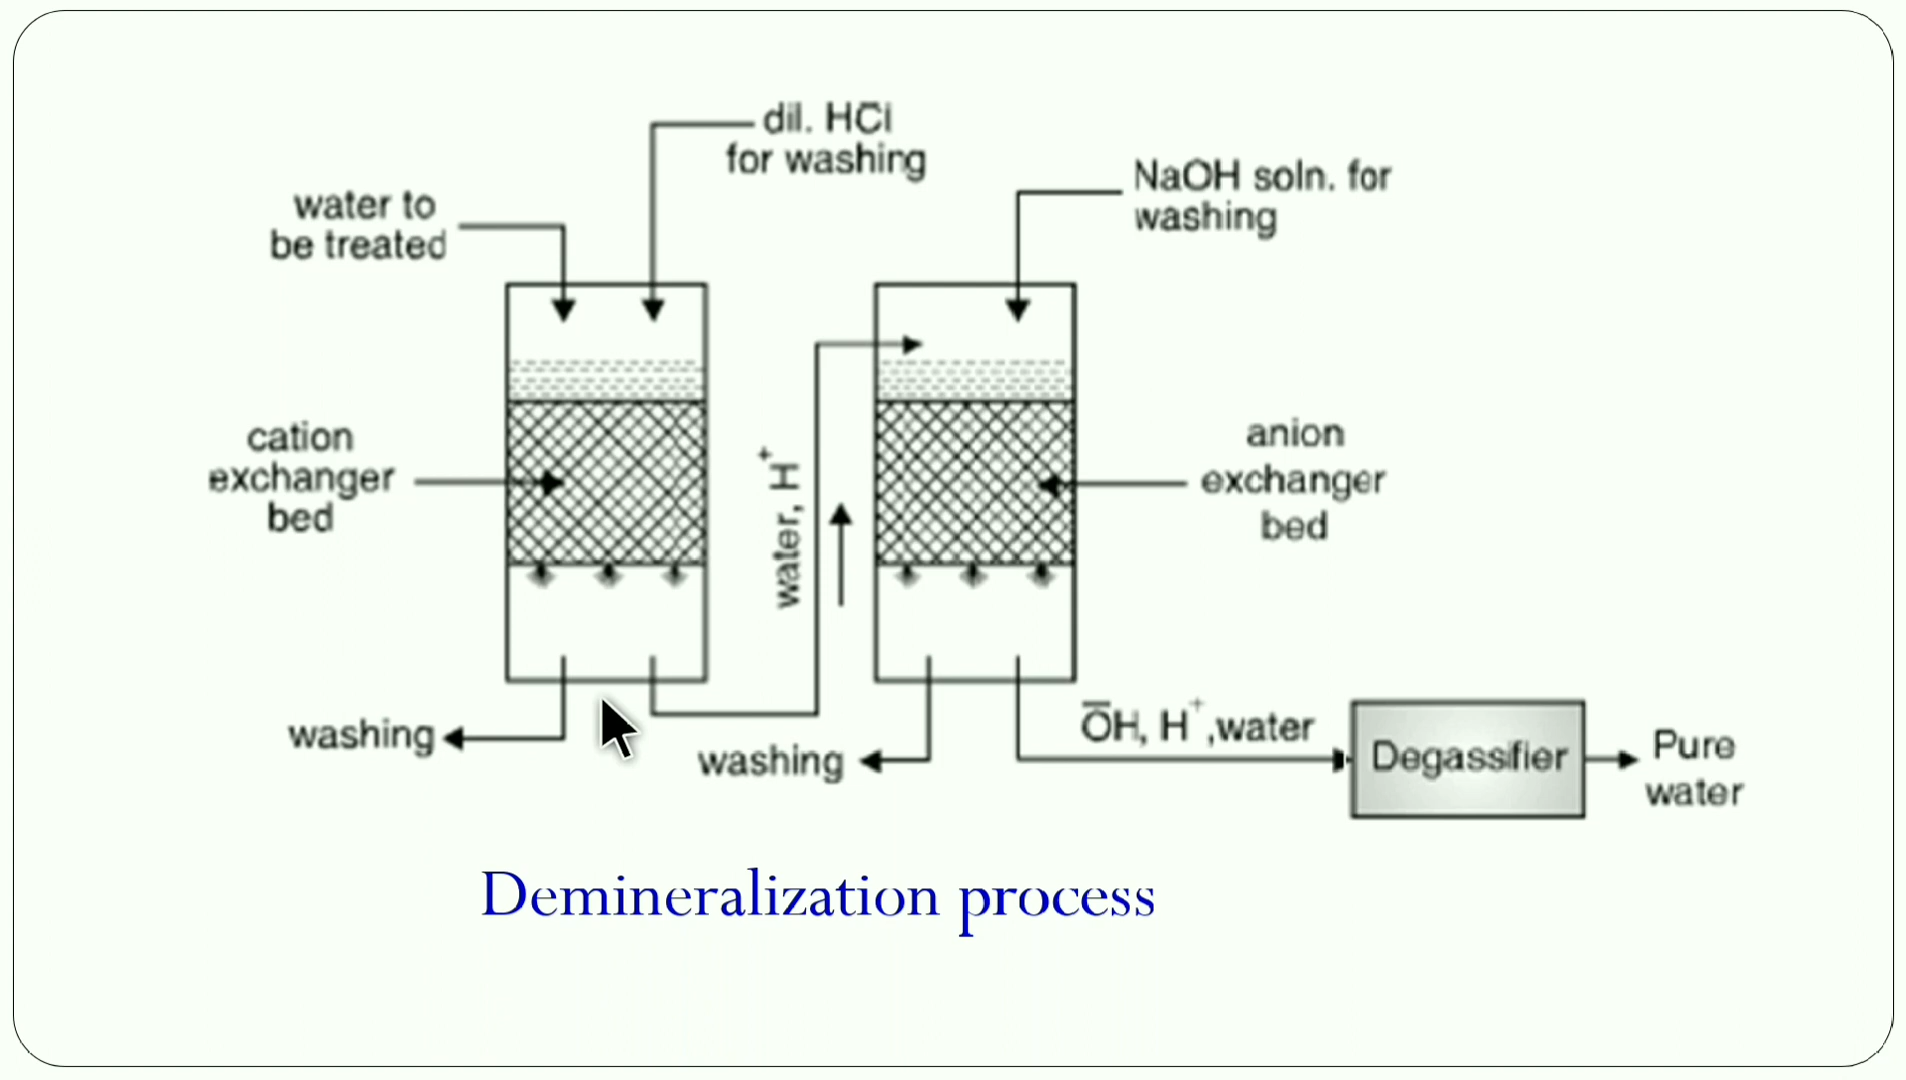 dil. HCl
for washing
NaOH soln. for
washing
water to
be treated
cation
exchanger
bed
water, H+
anion
exchanger
bed
washing
washing
O̅H, H+,water
Degassifier
Pure
water
Demineralization process